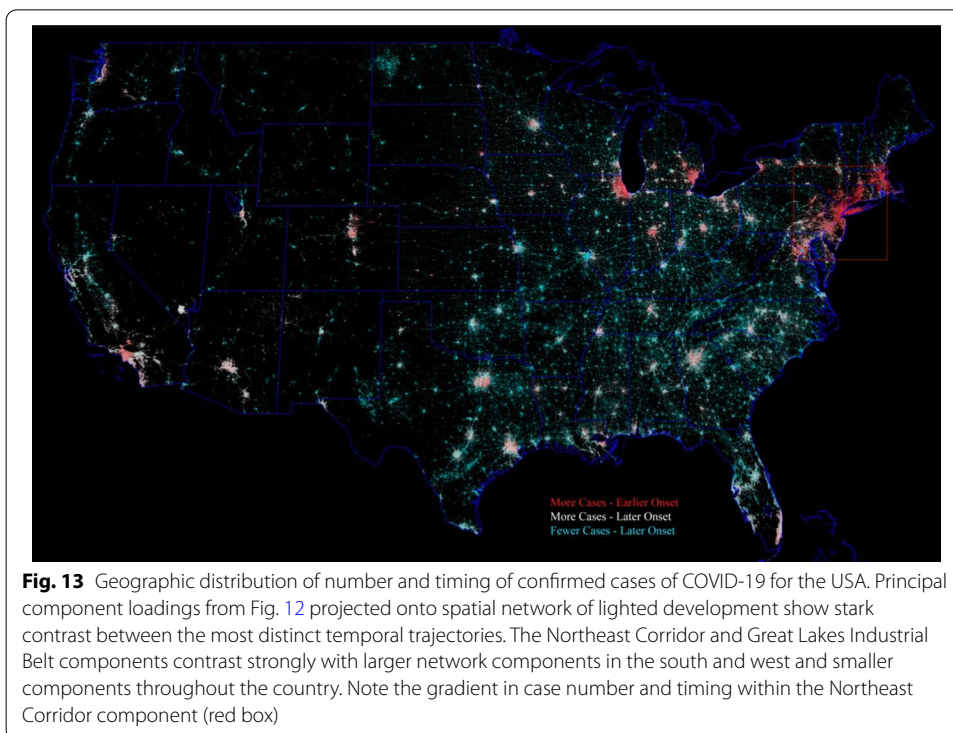 More Cases - Earlier Onset
More Cases - Later Onset
Fewer Cases - Later Onset
Fig. 13 Geographic distribution of number and timing of confirmed cases of COVID-19 for the USA. Principal
component loadings from Fig. 12 projected onto spatial network of lighted development show stark
contrast between the most distinct temporal trajectories. The Northeast Corridor and Great Lakes Industrial
Belt components contrast strongly with larger network components in the south and west and smaller
components throughout the country. Note the gradient in case number and timing within the Northeast
Corridor component (red box)